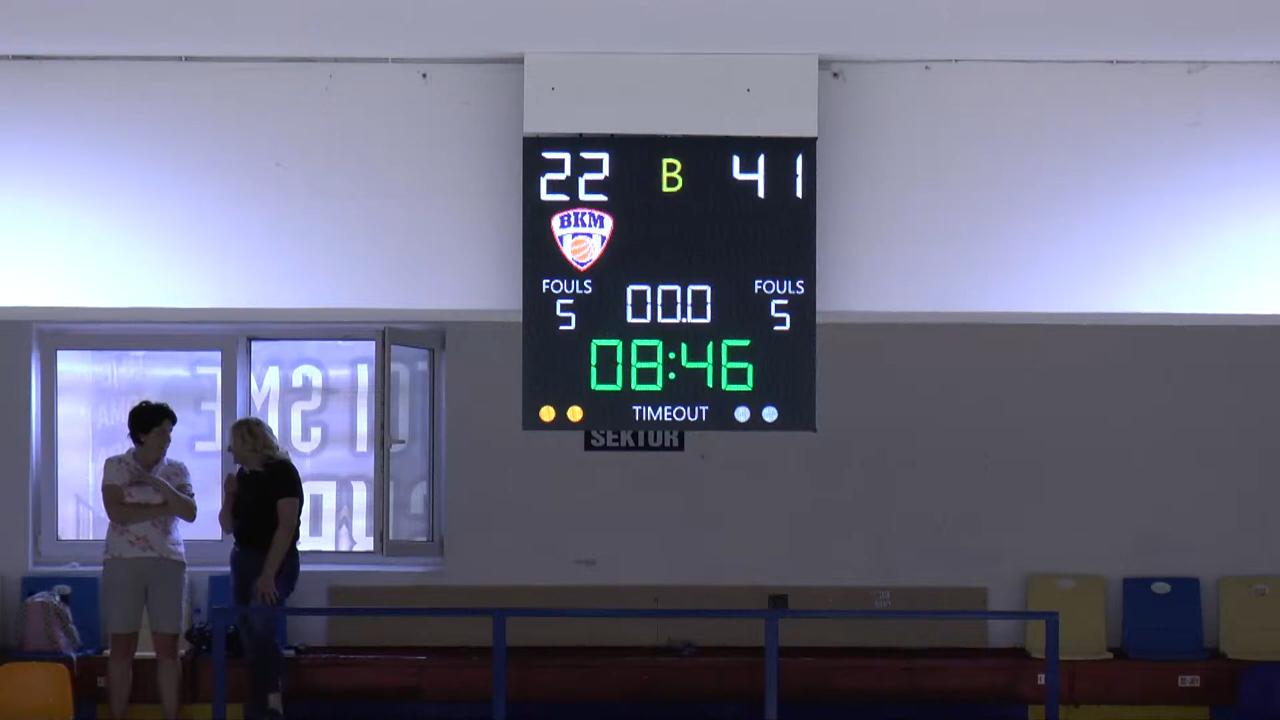 22 B 41
BKM
FOULS FOULS
5 00.0 5
08:46
TIMEOUT
SEKTOR